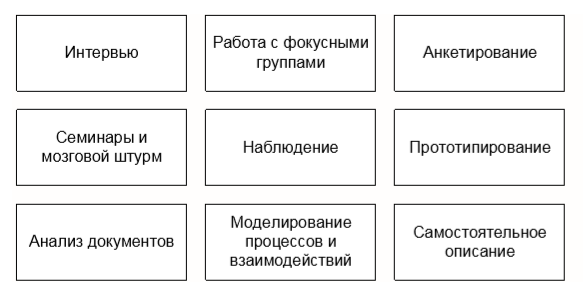 Интервью
Работа с фокусными
группами
Анкетирование
Семинары и
мозговой штурм
Наблюдение
Прототипирование
Анализ документов
Моделирование
процессов и
взаимодействий
Самостоятельное
описание